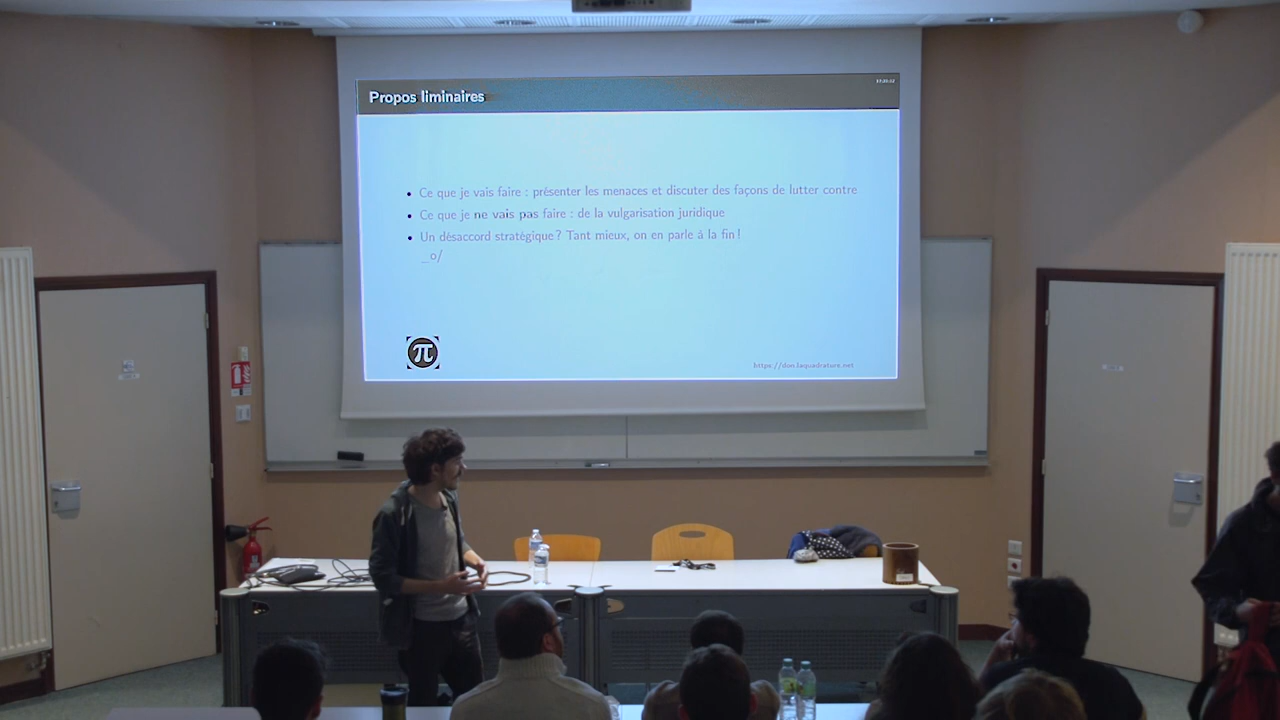 Propos liminaires
• Ce que je vais faire : présenter les menaces et discuter des façons de lutter contre
• Ce que je ne vais pas faire : de la vulgarisation juridique
• Un désaccord stratégique ? Tant mieux, on en parle à la fin !
_o/
π
https://don.laquadrature.net